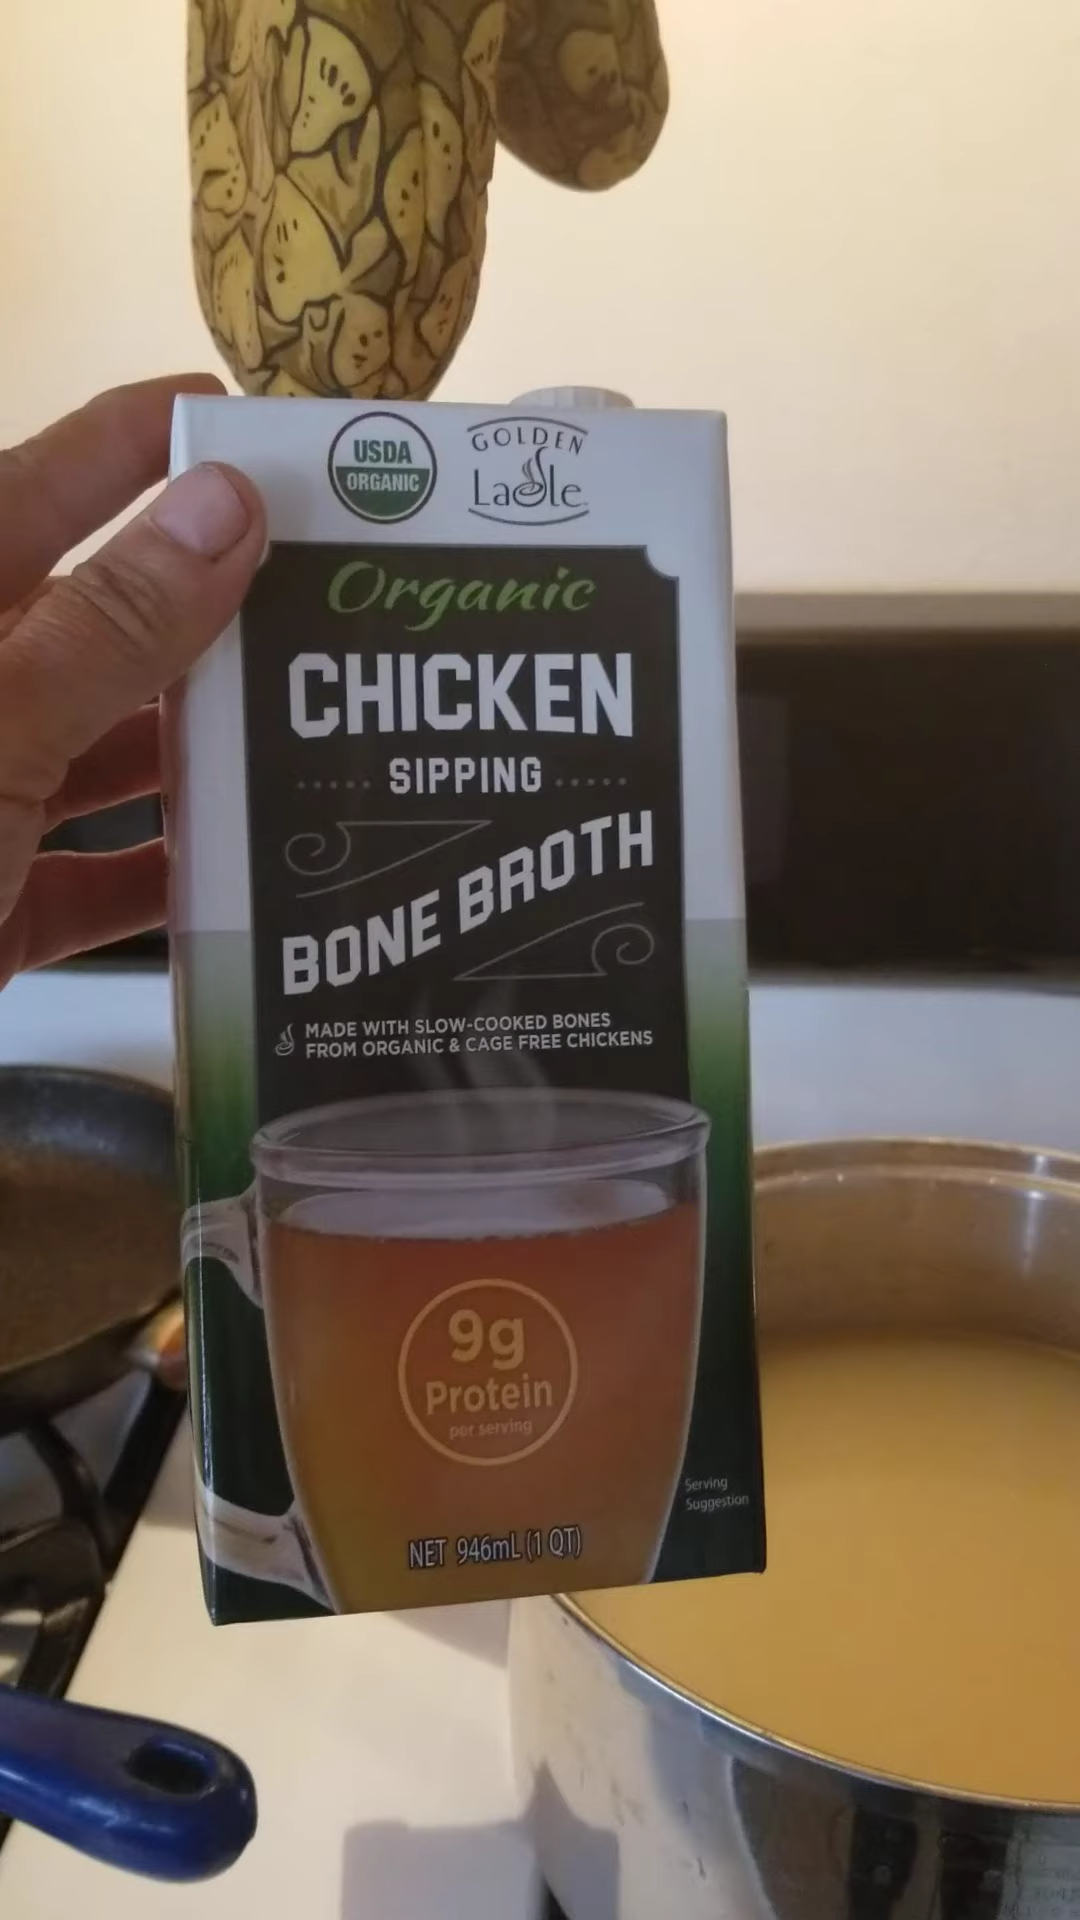 USDA
ORGANIC
GOLDEN
Ladle
Organic
CHICKEN
SIPPING
BONE BROTH
MADE WITH SLOW-COOKED BONES
FROM ORGANIC & CAGE FREE CHICKENS
9g
Protein
per serving
Serving
Suggestion
NET 946mL (1 QT)